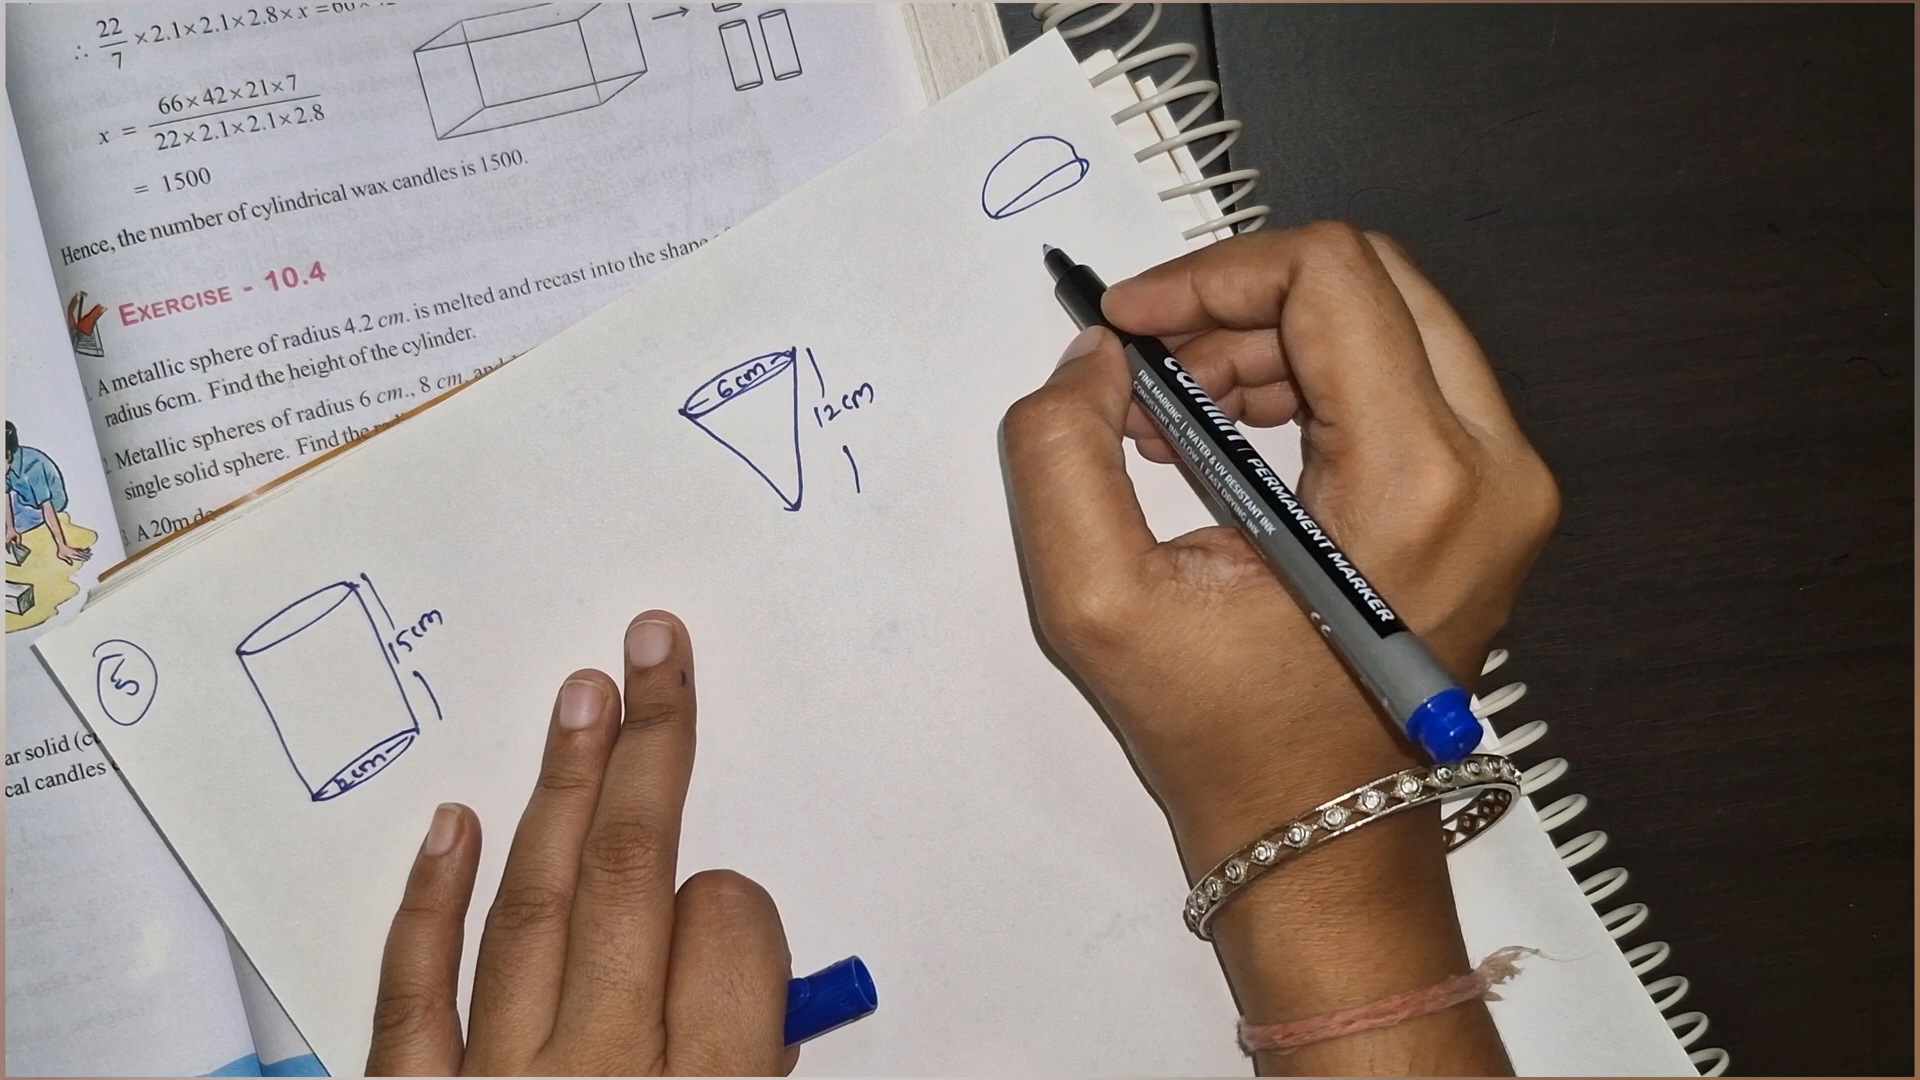 ∴ 22/7 ×2.1×2.1×2.8×x =
x = 66×42×21×7 / 22×2.1×2.1×2.8
= 1500
Hence, the number of cylindrical wax candles is 1500.
EXERCISE - 10.4
A metallic sphere of radius 4.2 cm. is melted and recast into the shape
radius 6cm. Find the height of the cylinder.
Metallic spheres of radius 6 cm., 8 cm. and
single solid sphere. Find the
3. A 20m
ar solid (c
cal candles
5
15cm
6cm
12cm
camlin PERMANENT MARKER
FINE MARKING | WATER & UV RESISTANT INK
CONSISTENT INK FLOW | FAST DRYING INK